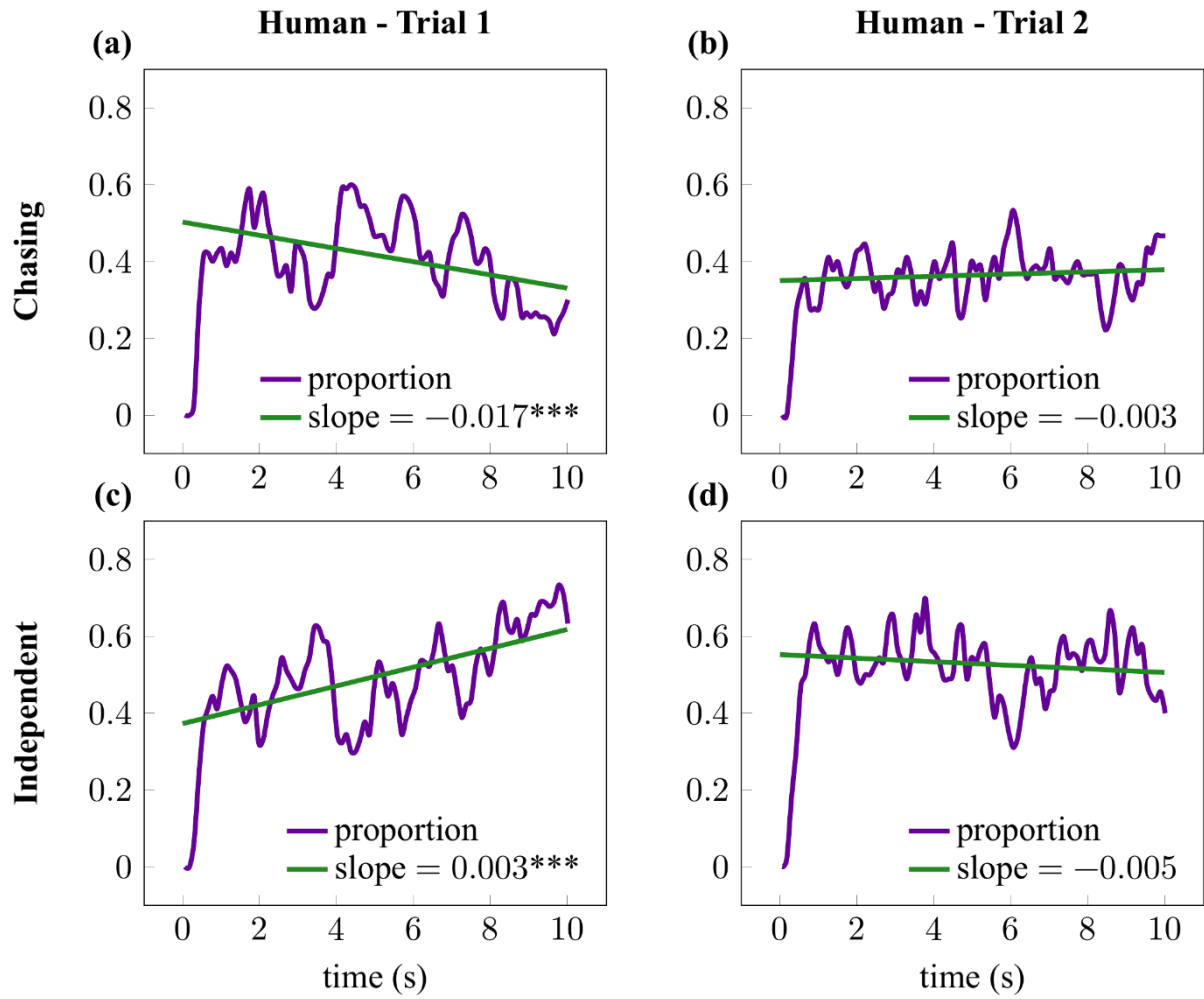 Human - Trial 1
Human - Trial 2
(a)
(b)
Chasing
0.8
0.6
0.4
0.2
0
proportion
slope = −0.017***
0 2 4 6 8 10
0.8
0.6
0.4
0.2
0
proportion
slope = −0.003
0 2 4 6 8 10
(c)
(d)
Independent
0.8
0.6
0.4
0.2
0
proportion
slope = 0.003***
0 2 4 6 8 10
time (s)
0.8
0.6
0.4
0.2
0
proportion
slope = −0.005
0 2 4 6 8 10
time (s)